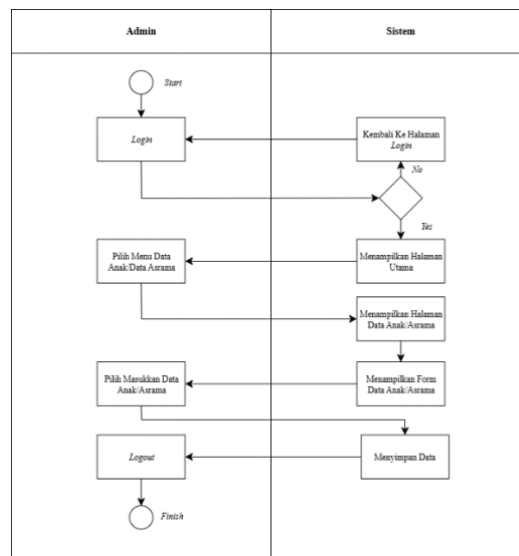 Admin
Sistem
Start
Login
Kembali Ke Halaman
Login
No
Yes
Pilih Menu Data
Anak/Data Asrama
Menampilkan Halaman
Utama
Menampilkan Halaman
Data Anak/Asrama
Pilih Masukkan Data
Anak/Asrama
Menampilkan Form
Data Anak/Asrama
Logout
Menyimpan Data
Finish